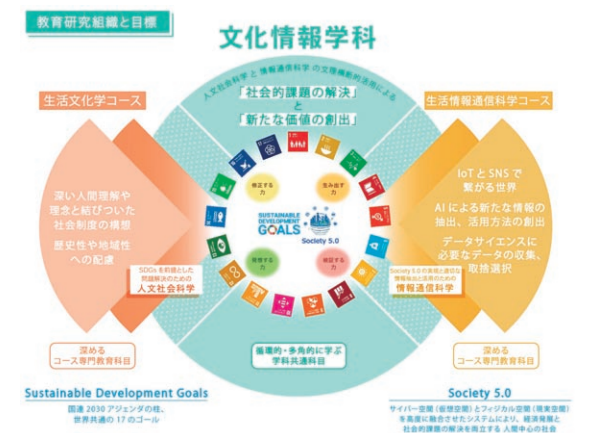 教育研究組織と目標
文化情報学科
人文社会科学 と 情報通信科学 の文理横断的活用による
「社会的課題の解決」
と
「新たな価値の創出」
生活文化学コース
深い人間理解や
理念と結びついた
社会制度の構想
歴史性や地域性
への配慮
SDGsを前提とした
問題解決のための
人文社会科学
深める
コース専門教育科目
生活情報通信科学コース
IoTとSNSで
繋がる世界
AIによる新たな情報の
抽出、活用方法の創出
データサイエンスに
必要なデータの収集、
取捨選択
Society 5.0の実現と適切な
情報抽出と活用のための
情報通信科学
深める
コース専門教育科目
修正する
力
生み出す
力
SUSTAINABLE
DEVELOPMENT
GOALS
Society 5.0
発想する
力
検証する
力
循環的・多角的に学ぶ
学科共通科目
Sustainable Development Goals
国連 2030 アジェンダの柱、
世界共通の 17 のゴール
Society 5.0
サイバー空間（仮想空間）とフィジカル空間（現実空間）
を高度に融合させたシステムにより、経済発展と
社会的課題の解決を両立する 人間中心の社会